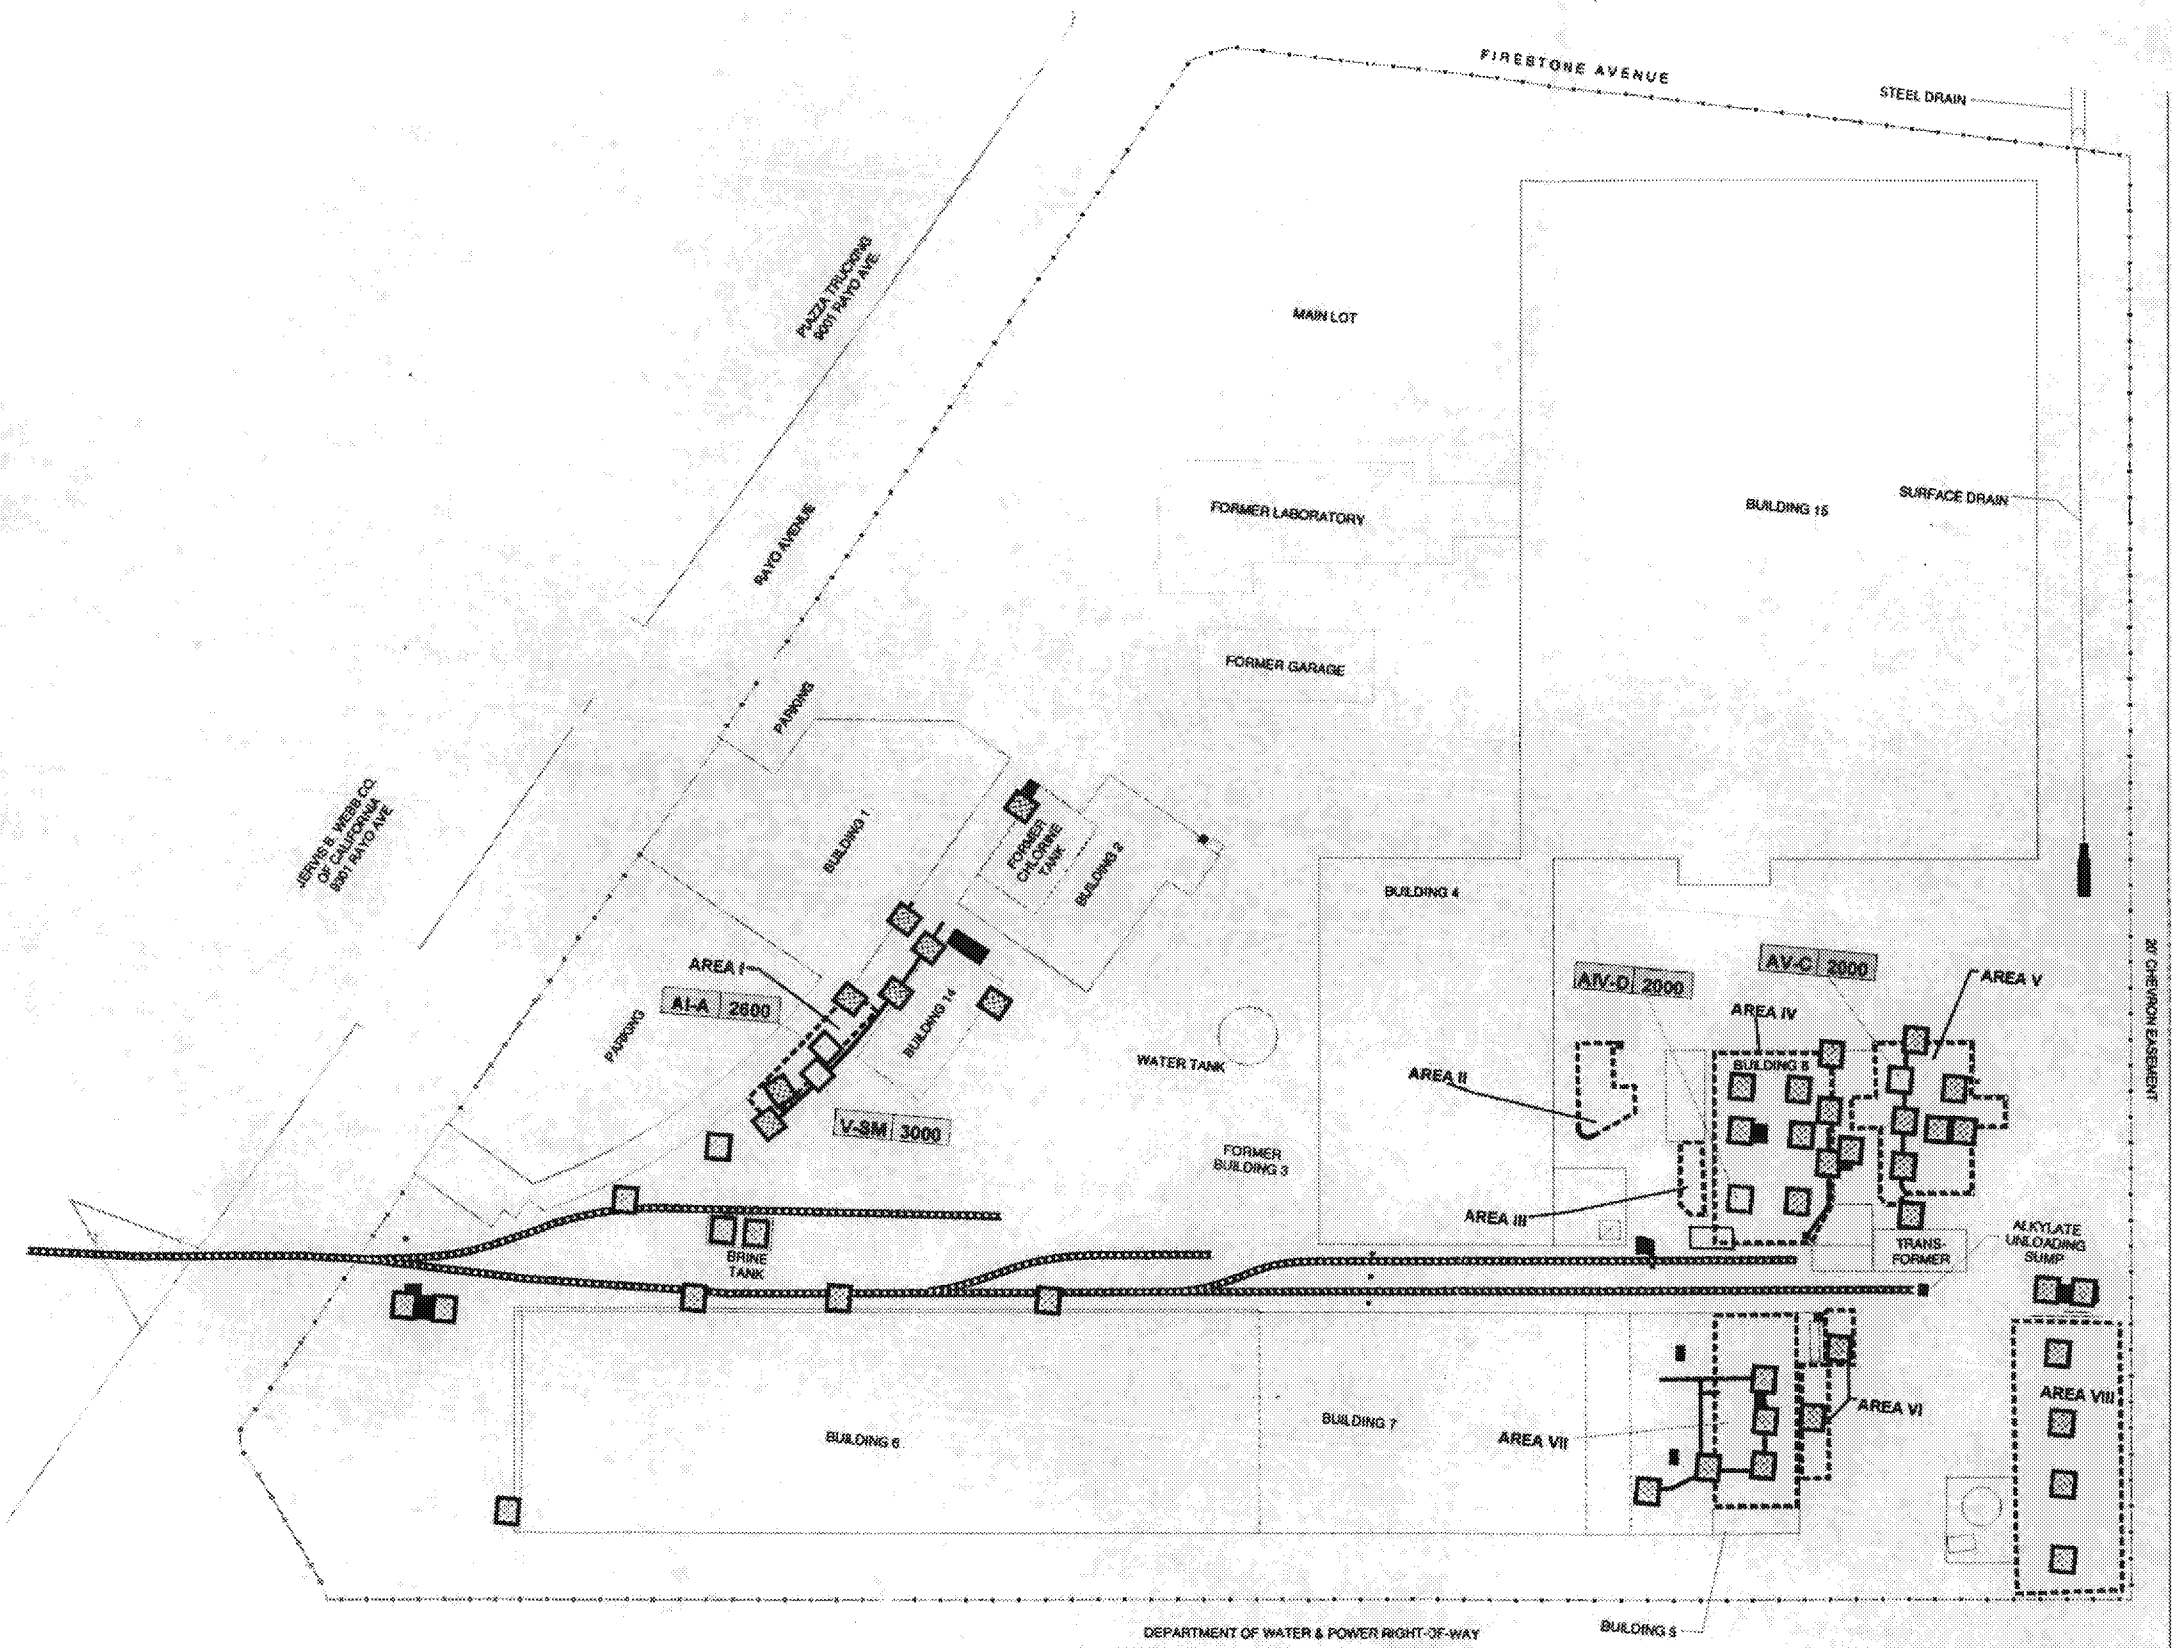 FIRESTONE AVENUE
STEEL DRAIN
PIAZZA TRUCKING
9001 RAYO AVE.
MAIN LOT
FORMER LABORATORY
BUILDING 15
SURFACE DRAIN
RAYO AVENUE
FORMER GARAGE
PARKING
JERVIS B. WEBB CO.
OF CALIFORNIA
9301 RAYO AVE.
BUILDING 1
FORMER
CHLORINE
TANK
BUILDING 2
BUILDING 4
20' CHEVRON EASEMENT
AREA I
AI-A 2600
PARKING
BUILDING 14
WATER TANK
AIV-D 2000
AV-C 2000
AREA V
AREA IV
BUILDING 8
AREA II
V-SM 3000
FORMER
BUILDING 3
AREA III
BRINE
TANK
TRANS-
FORMER
ALKYLATE
UNLOADING
SUMP
AREA VIII
AREA VI
BUILDING 6
BUILDING 7
AREA VII
BUILDING 5
DEPARTMENT OF WATER & POWER RIGHT-OF-WAY